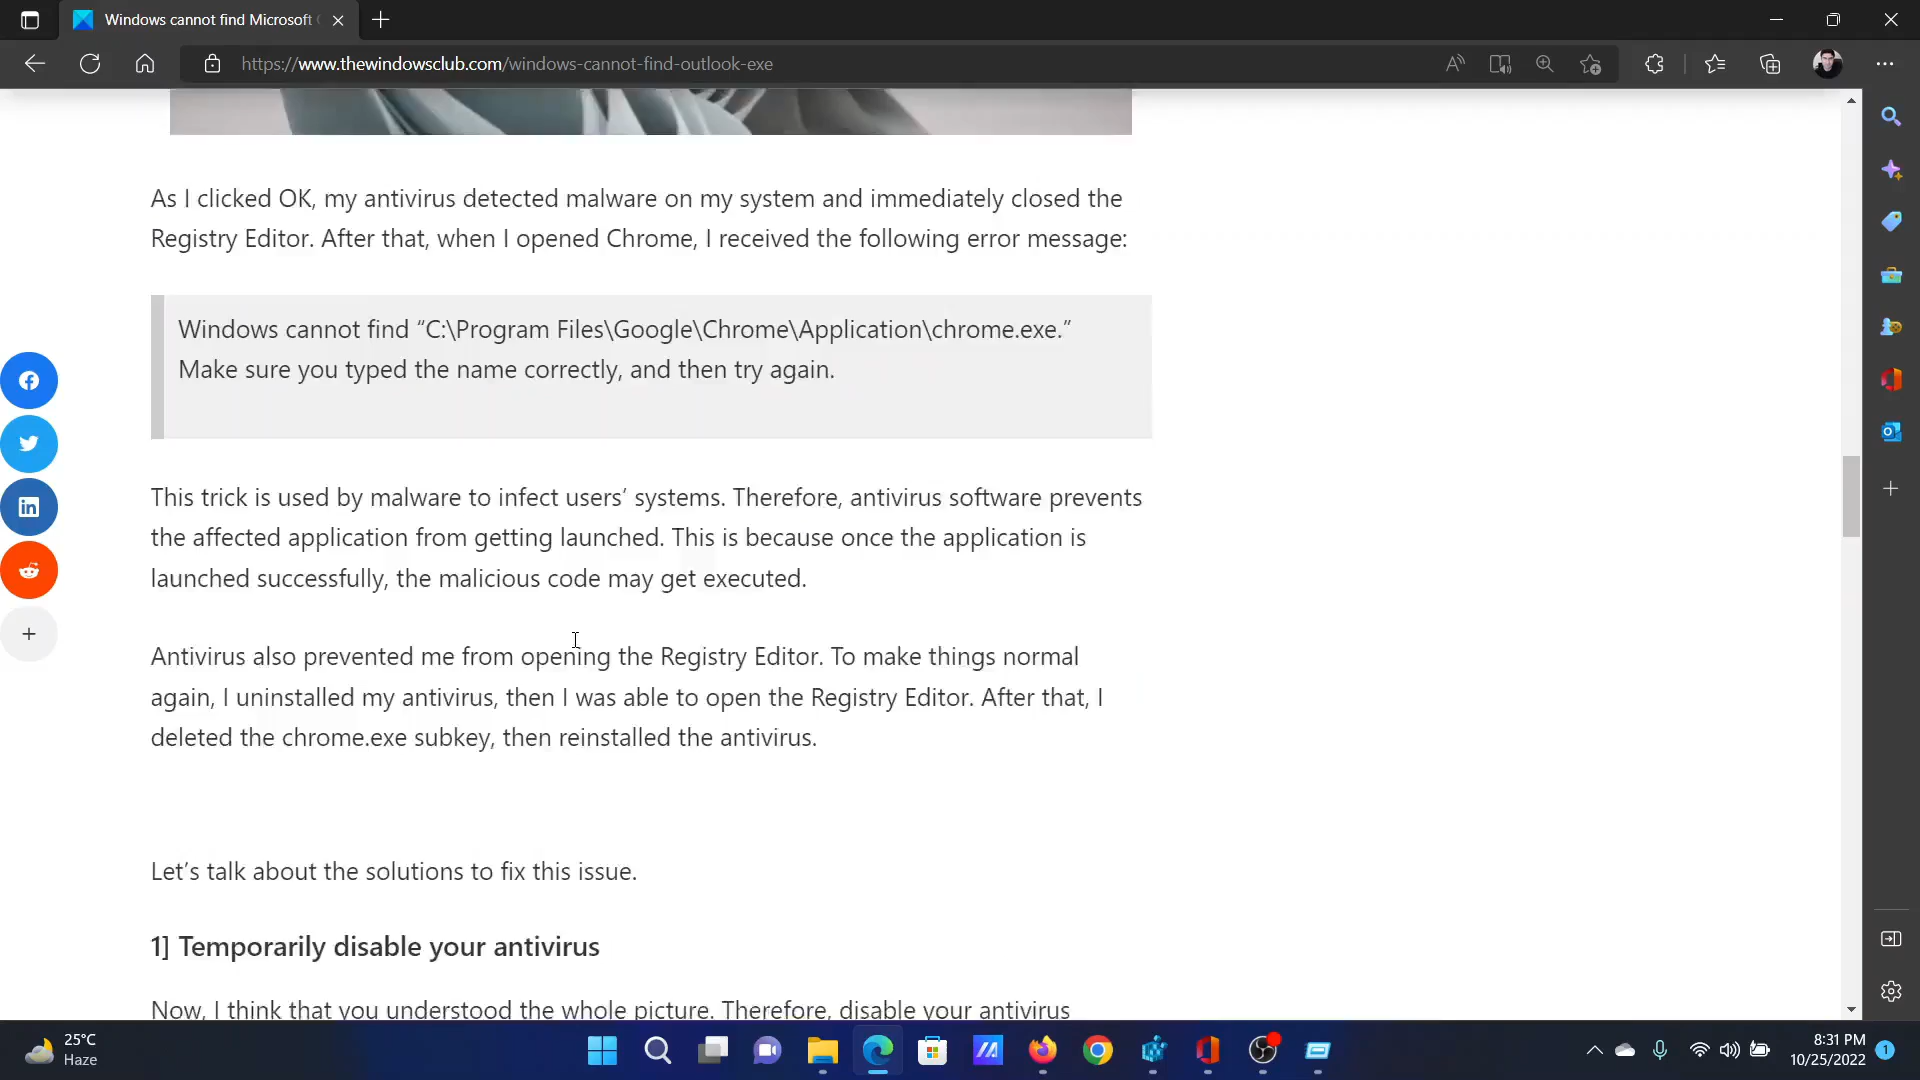 Windows cannot find Microsoft
https://www.thewindowsclub.com/windows-cannot-find-outlook-exe
As I clicked OK, my antivirus detected malware on my system and immediately closed the
Registry Editor. After that, when I opened Chrome, I received the following error message:
Windows cannot find “C:\Program Files\Google\Chrome\Application\chrome.exe.”
Make sure you typed the name correctly, and then try again.
This trick is used by malware to infect users’ systems. Therefore, antivirus software prevents
the affected application from getting launched. This is because once the application is
launched successfully, the malicious code may get executed.
Antivirus also prevented me from opening the Registry Editor. To make things normal
again, I uninstalled my antivirus, then I was able to open the Registry Editor. After that, I
deleted the chrome.exe subkey, then reinstalled the antivirus.
Let’s talk about the solutions to fix this issue.
1] Temporarily disable your antivirus
Now, I think that you understood the whole picture. Therefore, disable your antivirus
25°C
Haze
8:31 PM
10/25/2022
1